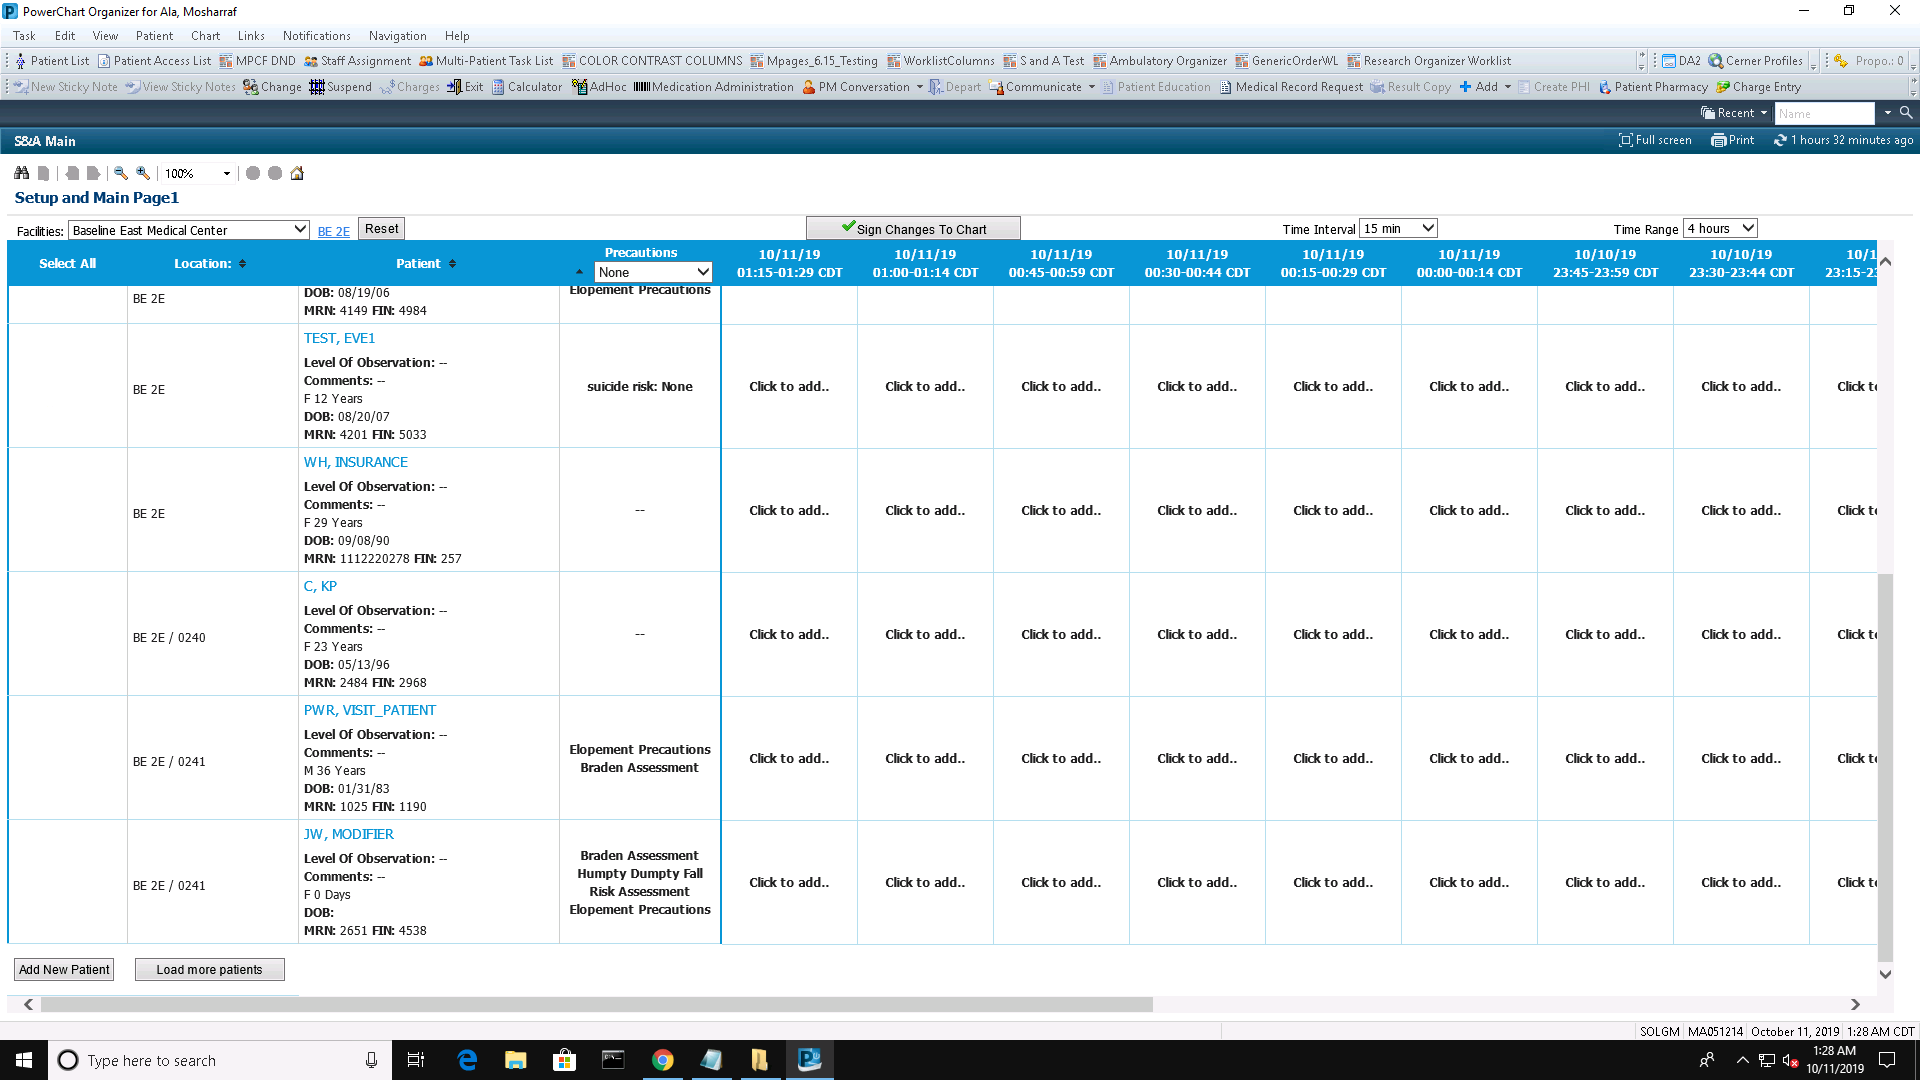 PowerChart Organizer for Ala, Mosharraf
Task Edit View Patient Chart Links Notifications Navigation Help
Patient List Patient Access List MPCF DND Staff Assignment Multi-Patient Task List COLOR CONTRAST COLUMNS Mpages_6.15_Testing WorklistColumns S and A Test Ambulatory Organizer GenericOrderWL Research Organizer Worklist DA2 Cerner Profiles Propo.: 0
New Sticky Note View Sticky Notes Change Suspend Charges Exit Calculator AdHoc Medication Administration PM Conversation Depart Communicate Patient Education Medical Record Request Result Copy Add Create PHI Patient Pharmacy Charge Entry
Recent Name
S&A Main Full screen Print 1 hours 32 minutes ago
100%
Setup and Main Page1
Facilities: Baseline East Medical Center BE 2E Reset Sign Changes To Chart Time Interval 15 min Time Range 4 hours
Select All Location: Patient Precautions None
10/11/19 01:15-01:29 CDT
10/11/19 01:00-01:14 CDT
10/11/19 00:45-00:59 CDT
10/11/19 00:30-00:44 CDT
10/11/19 00:15-00:29 CDT
10/11/19 00:00-00:14 CDT
10/10/19 23:45-23:59 CDT
10/10/19 23:30-23:44 CDT
10/1 23:15-23
BE 2E
DOB: 08/19/06
MRN: 4149 FIN: 4984
Elopement Precautions
BE 2E
TEST, EVE1
Level Of Observation: --
Comments: --
F 12 Years
DOB: 08/20/07
MRN: 4201 FIN: 5033
suicide risk: None
Click to add.. Click to add.. Click to add.. Click to add.. Click to add.. Click to add.. Click to add.. Click to add.. Click t
BE 2E
WH, INSURANCE
Level Of Observation: --
Comments: --
F 29 Years
DOB: 09/08/90
MRN: 1112220278 FIN: 257
--
Click to add.. Click to add.. Click to add.. Click to add.. Click to add.. Click to add.. Click to add.. Click to add.. Click t
BE 2E / 0240
C, KP
Level Of Observation: --
Comments: --
F 23 Years
DOB: 05/13/96
MRN: 2484 FIN: 2968
--
Click to add.. Click to add.. Click to add.. Click to add.. Click to add.. Click to add.. Click to add.. Click to add.. Click t
BE 2E / 0241
PWR, VISIT_PATIENT
Level Of Observation: --
Comments: --
M 36 Years
DOB: 01/31/83
MRN: 1025 FIN: 1190
Elopement Precautions
Braden Assessment
Click to add.. Click to add.. Click to add.. Click to add.. Click to add.. Click to add.. Click to add.. Click to add.. Click t
BE 2E / 0241
JW, MODIFIER
Level Of Observation: --
Comments: --
F 0 Days
DOB:
MRN: 2651 FIN: 4538
Braden Assessment
Humpty Dumpty Fall
Risk Assessment
Elopement Precautions
Click to add.. Click to add.. Click to add.. Click to add.. Click to add.. Click to add.. Click to add.. Click to add.. Click t
Add New Patient Load more patients
SOLGM MA051214 October 11, 2019 1:28 AM CDT
Type here to search
1:28 AM
10/11/2019